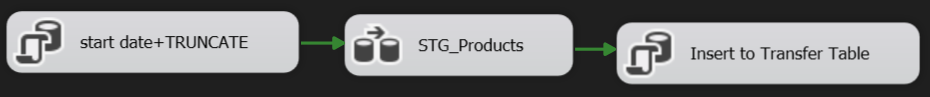 start date+TRUNCATE
STG_Products
Insert to Transfer Table